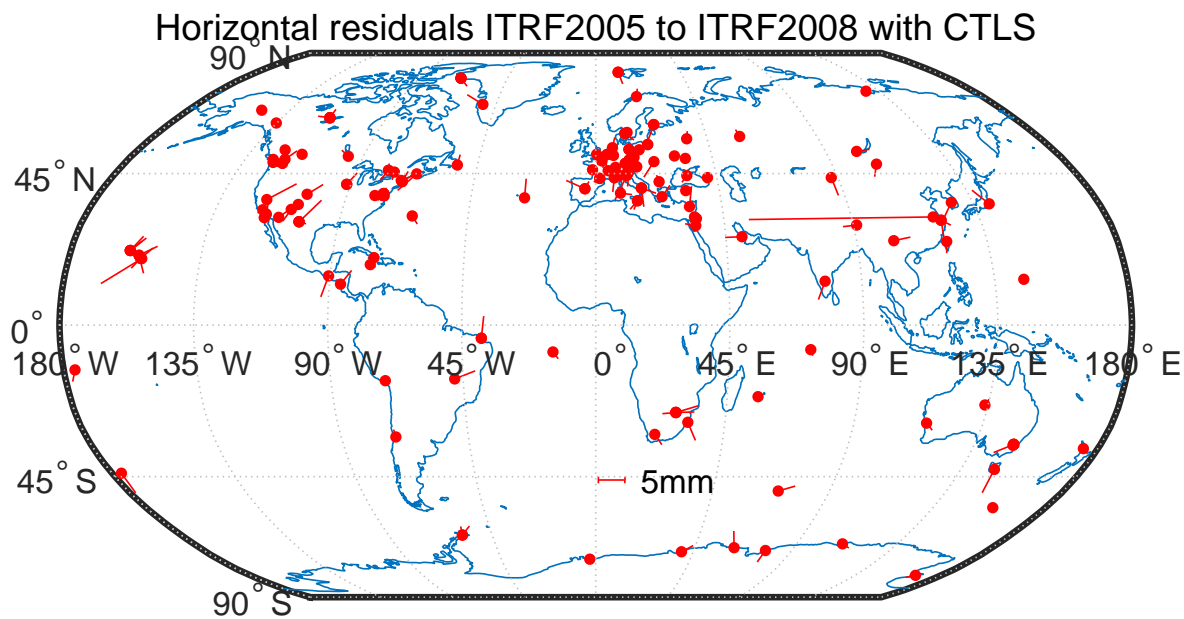 Horizontal residuals ITRF2005 to ITRF2008 with CTLS
90° N
45° N
0°
180° W 135° W 90° W 45° W 0° 45° E 90° E 135° E 180° E
45° S
5mm
90° S